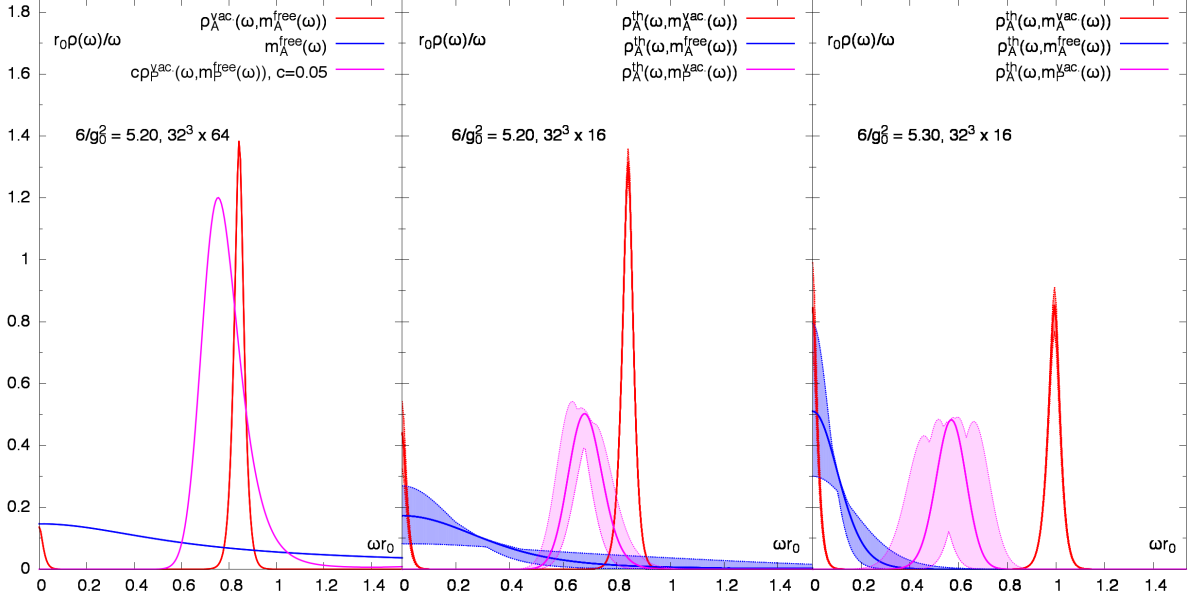 ρ_A^vac.(ω,m_A^free(ω))
m_A^free(ω)
cρ_P^vac.(ω,m_P^free(ω)), c=0.05
r₀ρ(ω)/ω
6/g₀² = 5.20, 32³ x 64
ωr₀
0
0.2
0.4
0.6
0.8
1
1.2
1.4
1.6
1.8
0 0.2 0.4 0.6 0.8 1 1.2 1.4
ρ_A^th(ω,m_A^vac.(ω))
ρ_A^th(ω,m_A^free(ω))
ρ_A^th(ω,m_P^vac.(ω))
r₀ρ(ω)/ω
6/g₀² = 5.20, 32³ x 16
ωr₀
0 0.2 0.4 0.6 0.8 1 1.2 1.4
ρ_A^th(ω,m_A^vac.(ω))
ρ_A^th(ω,m_A^free(ω))
ρ_A^th(ω,m_P^vac.(ω))
r₀ρ(ω)/ω
6/g₀² = 5.30, 32³ x 16
ωr₀
0 0.2 0.4 0.6 0.8 1 1.2 1.4